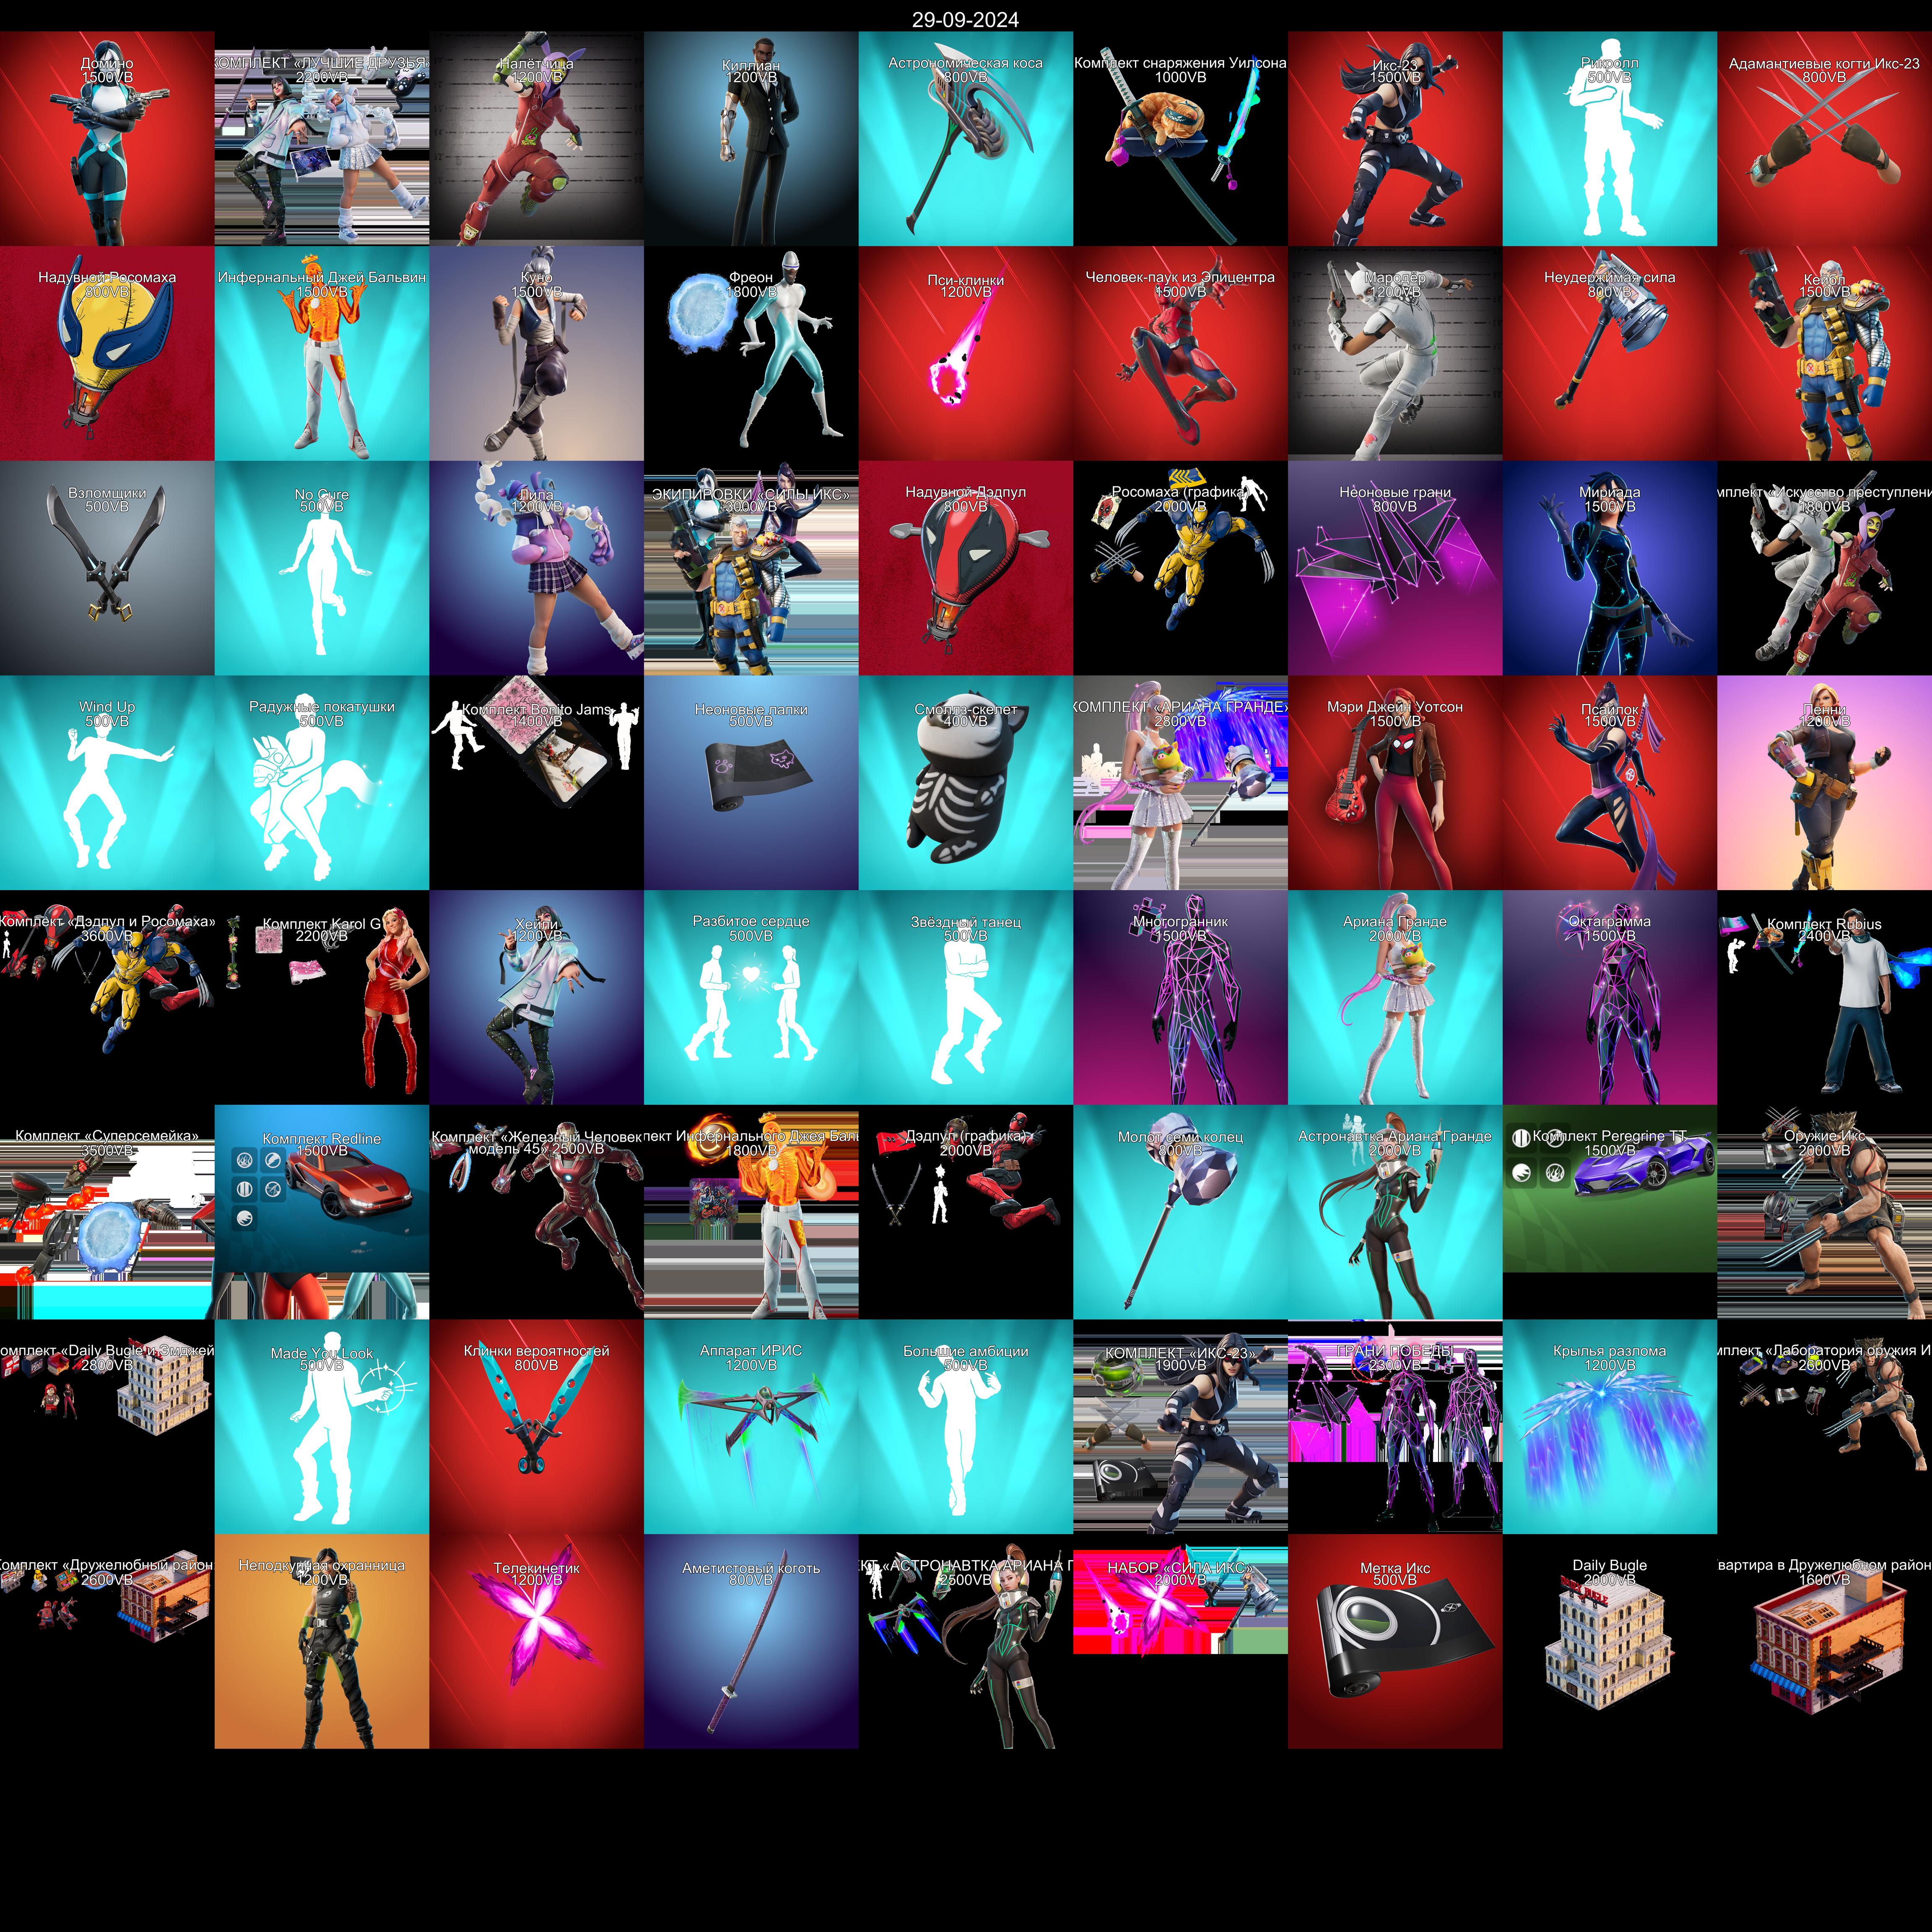 29-09-2024
Домино
1500VB
КОМПЛЕКТ «ЛУЧШИЕ ДРУЗЬЯ»
2200VB
Налётчица
1200VB
Киллиан
1200VB
Астрономическая коса
800VB
Комплект снаряжения Уилсона
1000VB
Икс-23
1500VB
Рикролл
500VB
Адамантиевые когти Икс-23
800VB
Надувной Росомаха
800VB
Инфернальный Джей Бальвин
1500VB
Куно
1500VB
Фреон
1800VB
Пси-клинки
1200VB
Человек-паук из Эпицентра
1500VB
Мародёр
1200VB
Неудержимая сила
800VB
Кейбл
1500VB
Взломщики
500VB
No Cure
500VB
Лила
1200VB
ЭКИПИРОВКИ «СИЛЫ ИКС»
3000VB
Надувной Дэдпул
800VB
Росомаха (графика)
2000VB
Неоновые грани
800VB
Мириада
1500VB
мплект «Искусство преступлени
1800VB
Wind Up
500VB
Радужные покатушки
500VB
Комплект Bonito Jams
1400VB
Неоновые лапки
500VB
Смоллз-скелет
400VB
КОМПЛЕКТ «АРИАНА ГРАНДЕ»
2800VB
Мэри Джейн Уотсон
1500VB
Псайлок
1500VB
Пенни
1200VB
Комплект «Дэдпул и Росомаха»
3600VB
Комплект Karol G
2200VB
Хейли
1200VB
Разбитое сердце
500VB
Звёздный танец
500VB
Многогранник
1500VB
Ариана Гранде
2000VB
Октаграмма
1500VB
Комплект Rubius
2400VB
Комплект «Суперсемейка»
3500VB
Комплект Redline
1500VB
Комплект «Железный Человек
модель 45» 2500VB
лект Инфернального Джея Баль
1800VB
Дэдпул (графика)
2000VB
Молот семи колец
800VB
Астронавтка Ариана Гранде
2000VB
Комплект Peregrine TT
1500VB
Оружие Икс
2000VB
омплект «Daily Bugle и Эмджей
2800VB
Made You Look
500VB
Клинки вероятностей
800VB
Аппарат ИРИС
1200VB
Большие амбиции
500VB
КОМПЛЕКТ «ИКС-23»
1900VB
ГРАНИ ПОБЕДЫ
2300VB
Крылья разлома
1200VB
мплект «Лаборатория оружия И
2600VB
Комплект «Дружелюбный район
2600VB
Неподкупная охранница
1200VB
Телекинетик
1200VB
Аметистовый коготь
800VB
ЕКТ «АСТРОНАВТКА АРИАНА Г
2500VB
НАБОР «СИЛА ИКС»
2000VB
Метка Икс
500VB
Daily Bugle
2000VB
вартира в Дружелюбном район
1600VB